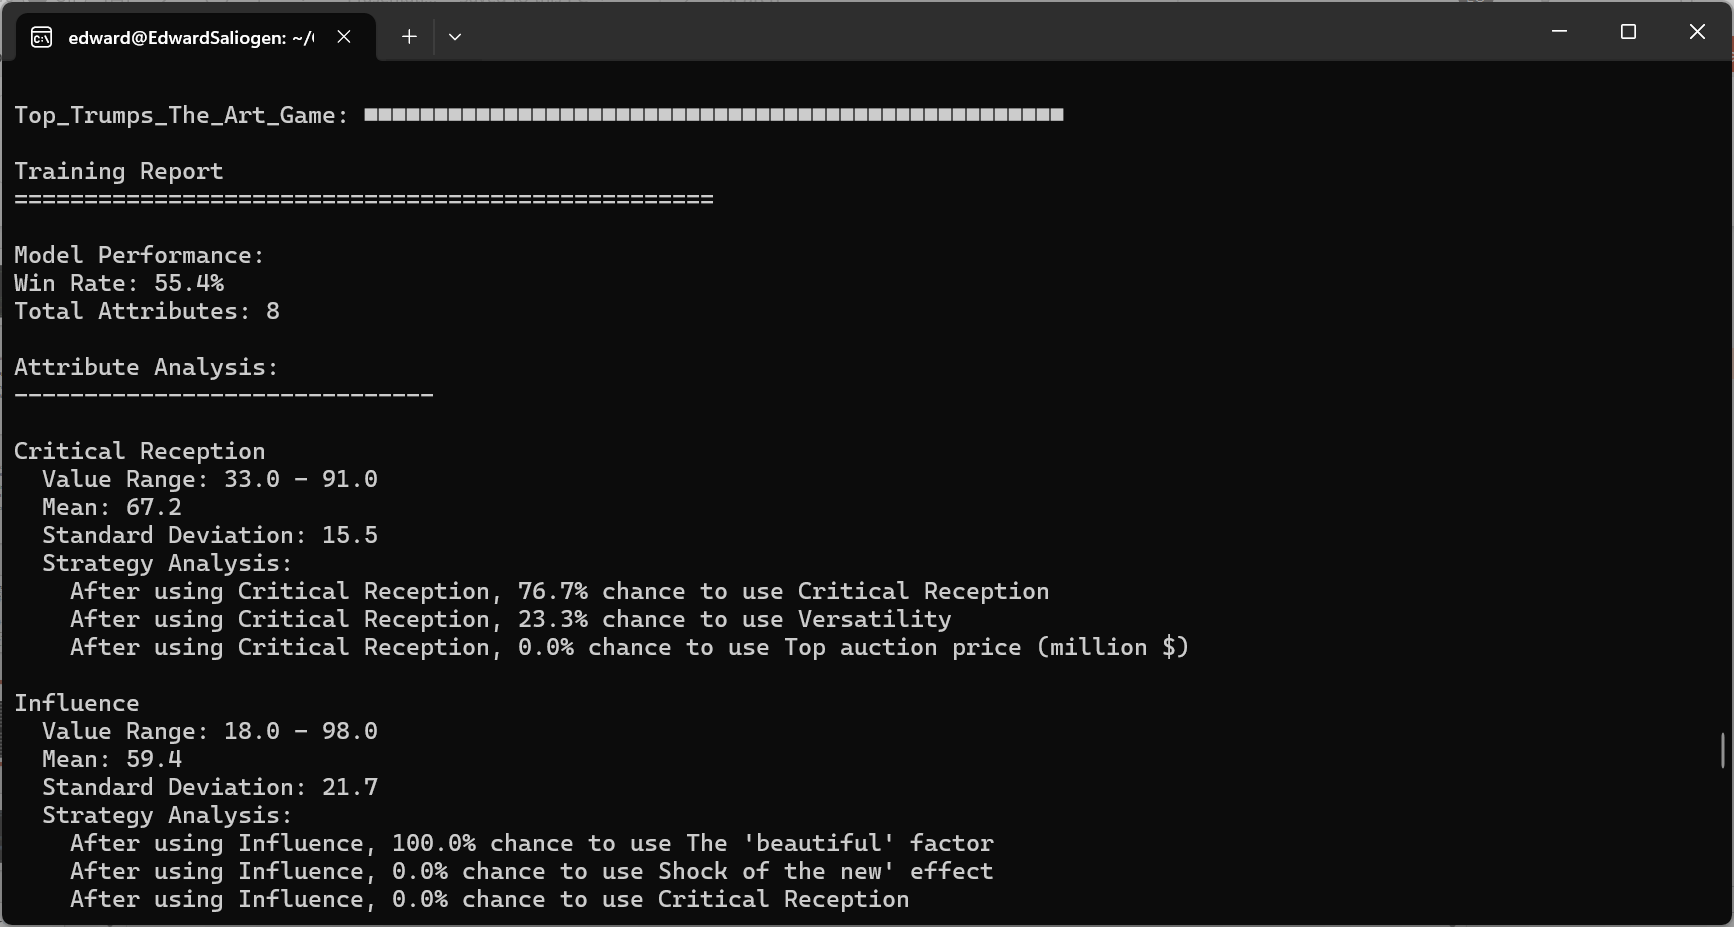 edward@EdwardSaliogen: ~/
Top_Trumps_The_Art_Game: ■■■■■■■■■■■■■■■■■■■■■■■■■■■■■■■■■■■■■■■■■■■■■■■■■■
Training Report
==================================================
Model Performance:
Win Rate: 55.4%
Total Attributes: 8
Attribute Analysis:
------------------------------
Critical Reception
Value Range: 33.0 - 91.0
Mean: 67.2
Standard Deviation: 15.5
Strategy Analysis:
After using Critical Reception, 76.7% chance to use Critical Reception
After using Critical Reception, 23.3% chance to use Versatility
After using Critical Reception, 0.0% chance to use Top auction price (million $)
Influence
Value Range: 18.0 - 98.0
Mean: 59.4
Standard Deviation: 21.7
Strategy Analysis:
After using Influence, 100.0% chance to use The 'beautiful' factor
After using Influence, 0.0% chance to use Shock of the new' effect
After using Influence, 0.0% chance to use Critical Reception